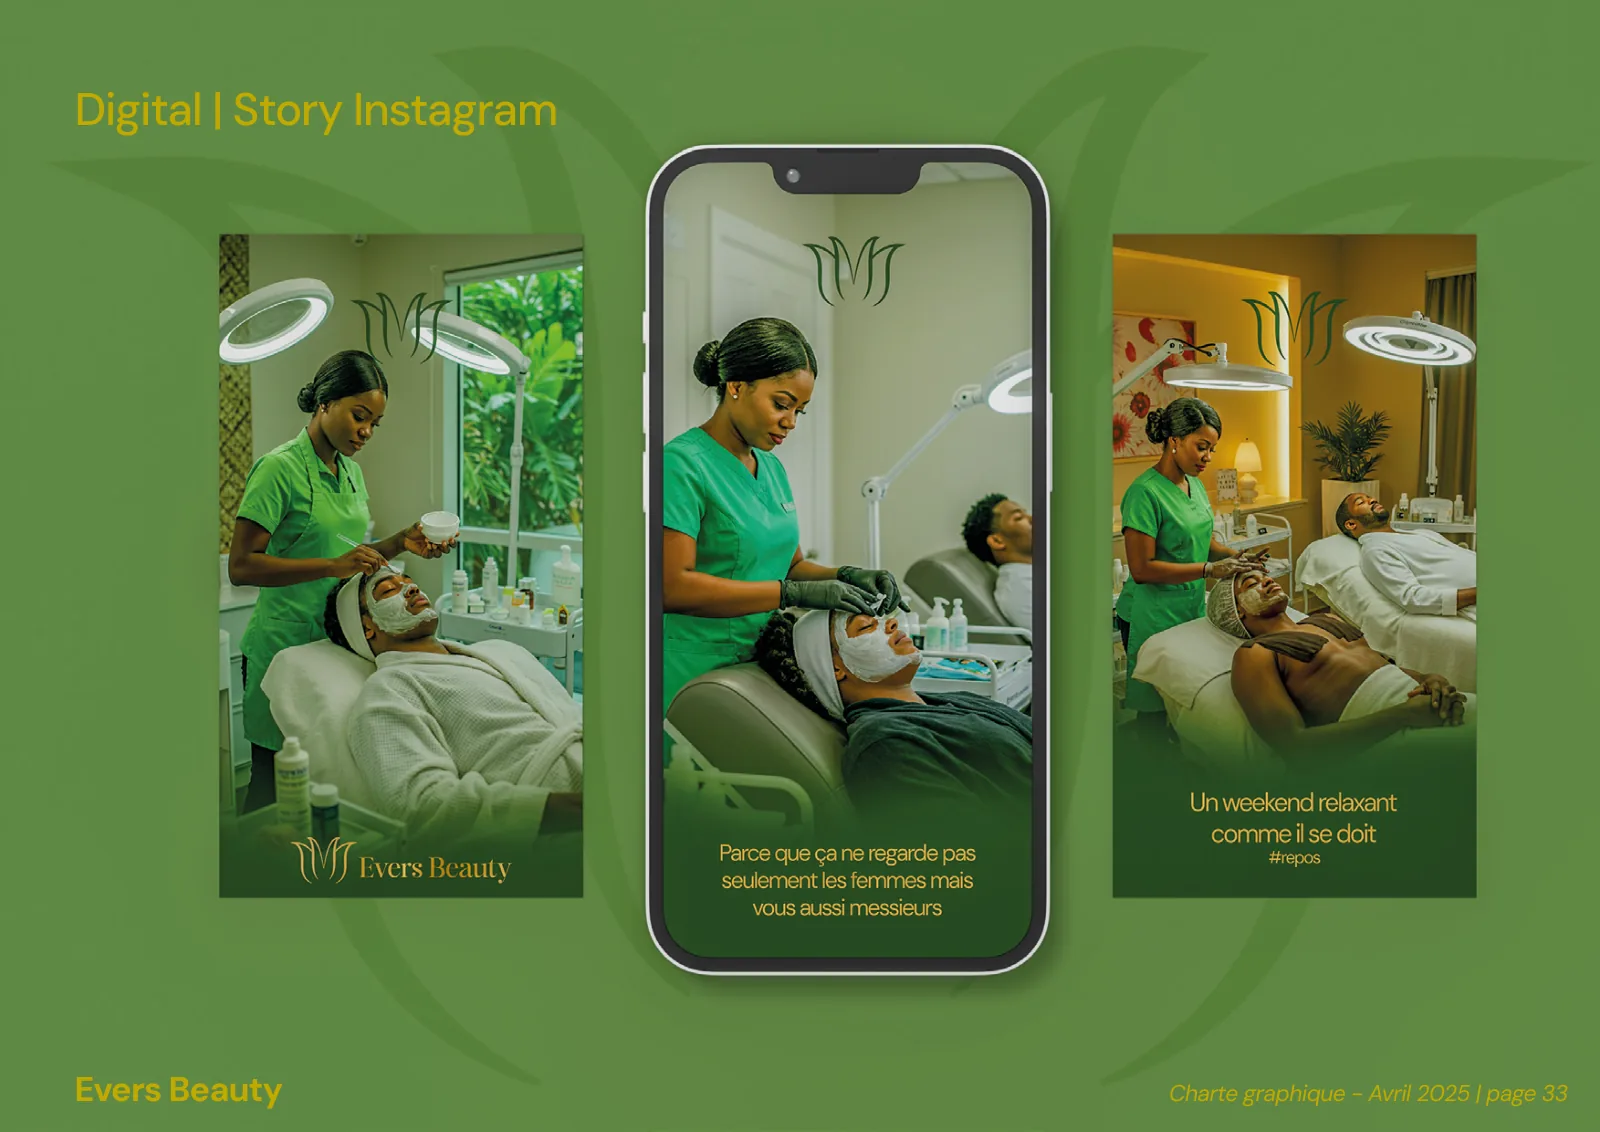 Digital | Story Instagram
Evers Beauty
Parce que ça ne regarde pas
seulement les femmes mais
vous aussi messieurs
Un weekend relaxant
comme il se doit
#repos
Evers Beauty
Charte graphique - Avril 2025 | page 33